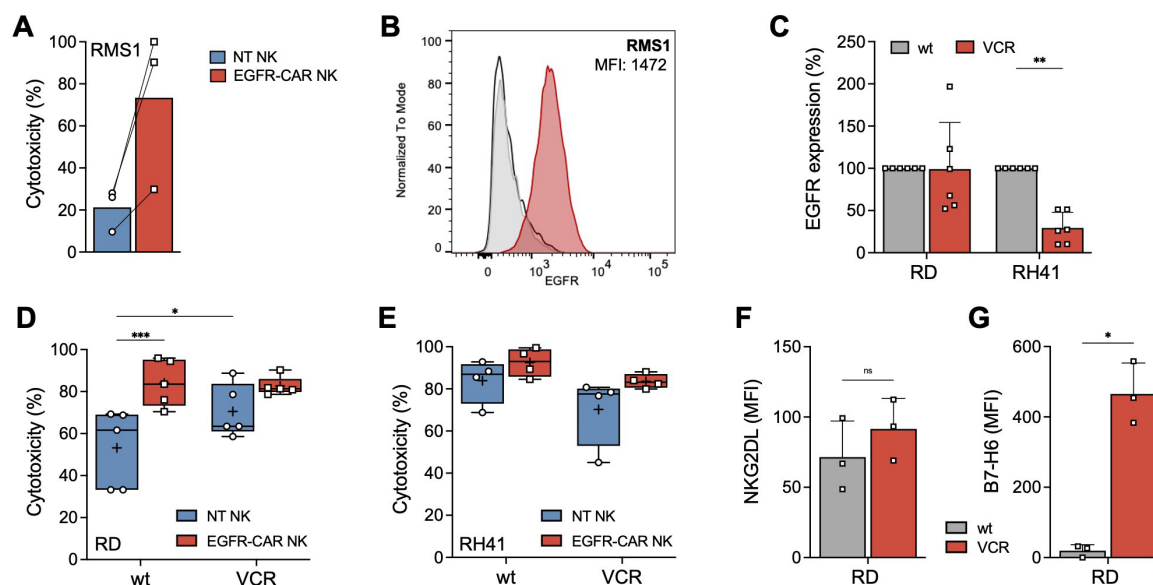 A
RMS1
NT NK
EGFR-CAR NK
Cytotoxicity (%)
100
80
60
40
20
0
B
RMS1
MFI: 1472
Normalized To Mode
100
80
60
40
20
0
0 10³ 10⁴ 10⁵
EGFR
C
wt VCR
**
EGFR expression (%)
250
200
150
100
50
0
RD RH41
D
*
***
Cytotoxicity (%)
100
80
60
40
20
0
NT NK
EGFR-CAR NK
RD
wt VCR
E
Cytotoxicity (%)
100
80
60
40
20
0
NT NK
EGFR-CAR NK
RH41
wt VCR
F
ns
NKG2DL (MFI)
150
100
50
0
RD
G
*
B7-H6 (MFI)
600
400
200
0
wt
VCR
RD